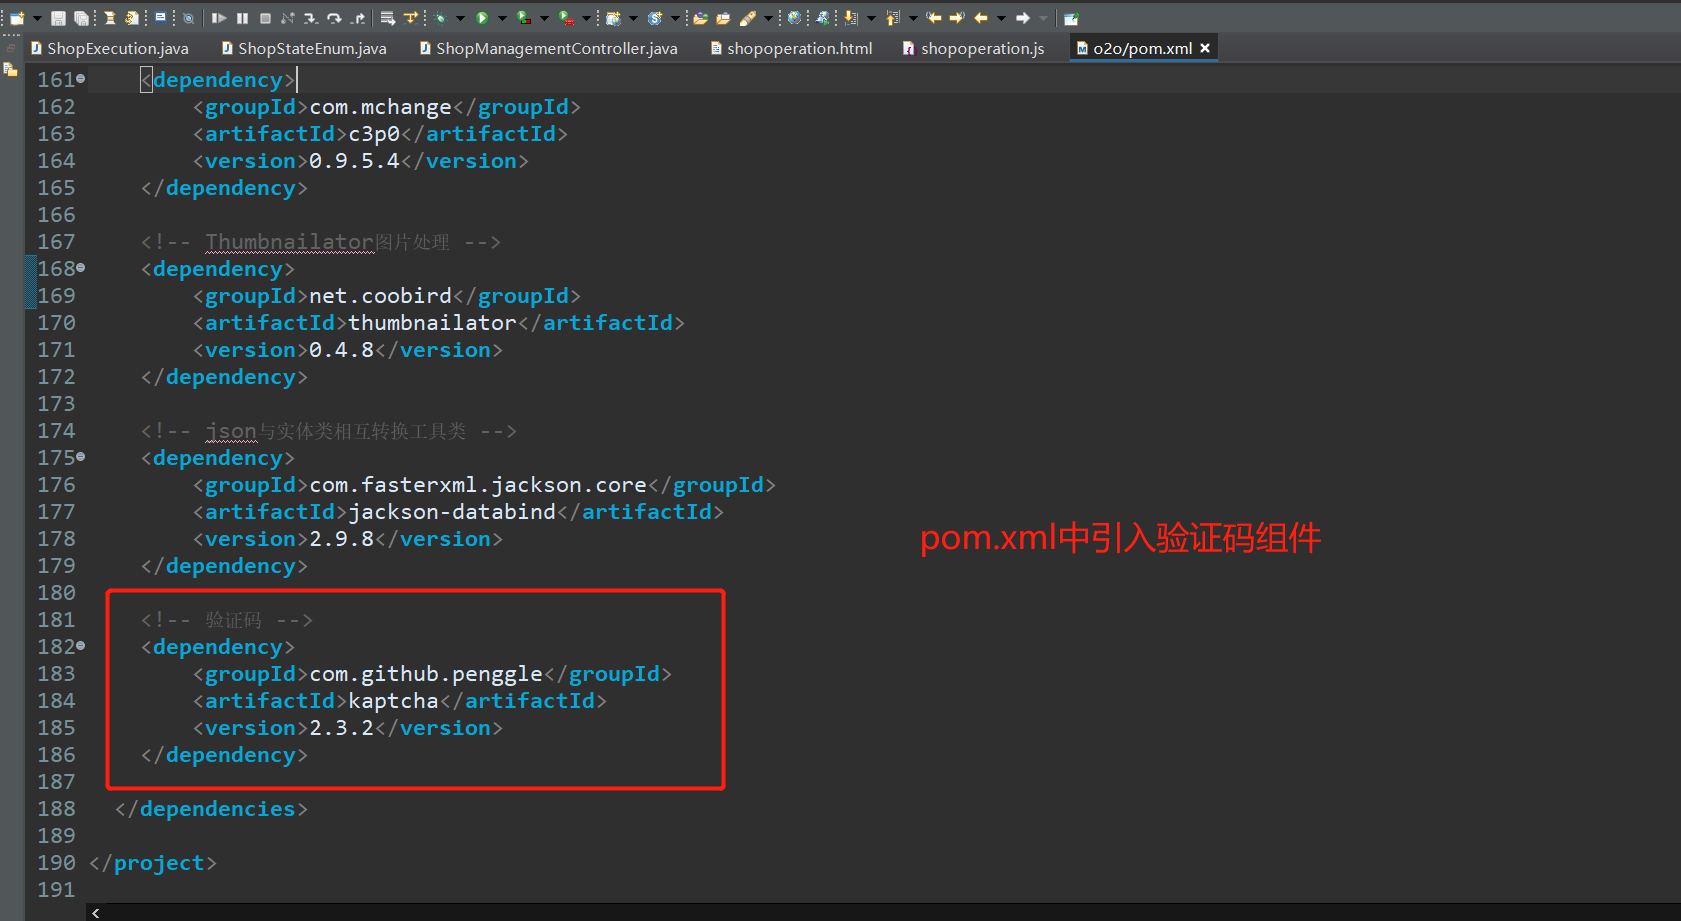 ShopExecution.java ShopStateEnum.java ShopManagementController.java shopoperation.html shopoperation.js o2o/pom.xml
161 <dependency>
162 <groupId>com.mchange</groupId>
163 <artifactId>c3p0</artifactId>
164 <version>0.9.5.4</version>
165 </dependency>
166
167 <!-- Thumbnailator图片处理 -->
168 <dependency>
169 <groupId>net.coobird</groupId>
170 <artifactId>thumbnailator</artifactId>
171 <version>0.4.8</version>
172 </dependency>
173
174 <!-- json与实体类相互转换工具类 -->
175 <dependency>
176 <groupId>com.fasterxml.jackson.core</groupId>
177 <artifactId>jackson-databind</artifactId>
178 <version>2.9.8</version>
179 </dependency>
pom.xml中引入验证码组件
180
181 <!-- 验证码 -->
182 <dependency>
183 <groupId>com.github.penggle</groupId>
184 <artifactId>kaptcha</artifactId>
185 <version>2.3.2</version>
186 </dependency>
187
188 </dependencies>
189
190 </project>
191